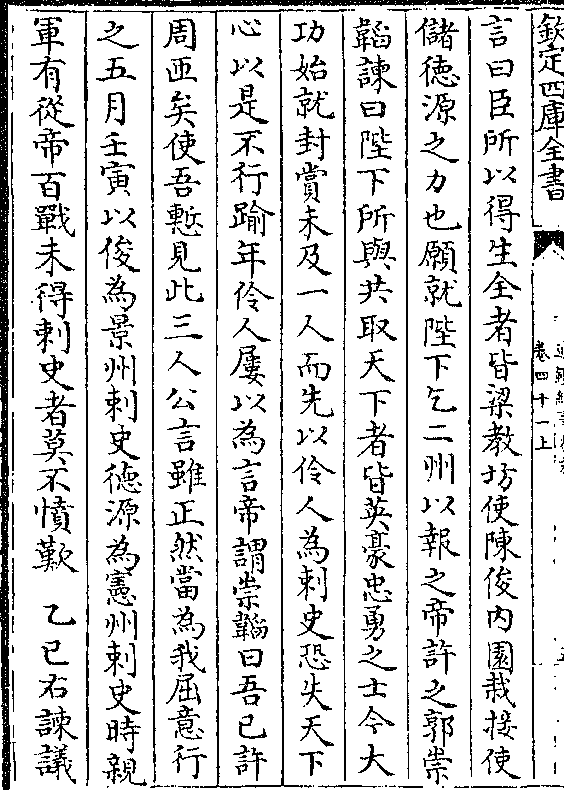 欽定四庫全書
卷四十一上
言曰臣所以得生全者皆梁教坊使陳俊内園栽接使
儲德源之力也願就陛下乞二州以報之帝許之郭崇
韜諫曰陛下所與共取天下者皆英豪忠勇之士今大
功始就封賞未及一人而先以伶人為刺史恐失天下
心以是不行踰年伶人屢以為言帝謂崇韜曰吾已許
周匝矣使吾慙見此三人公言雖正然當為我屈意行
之五月壬寅以俊為景州刺史德源為憲州刺史時親
軍有從帝百戰未得刺史者莫不憤歎　乙巳右諫議